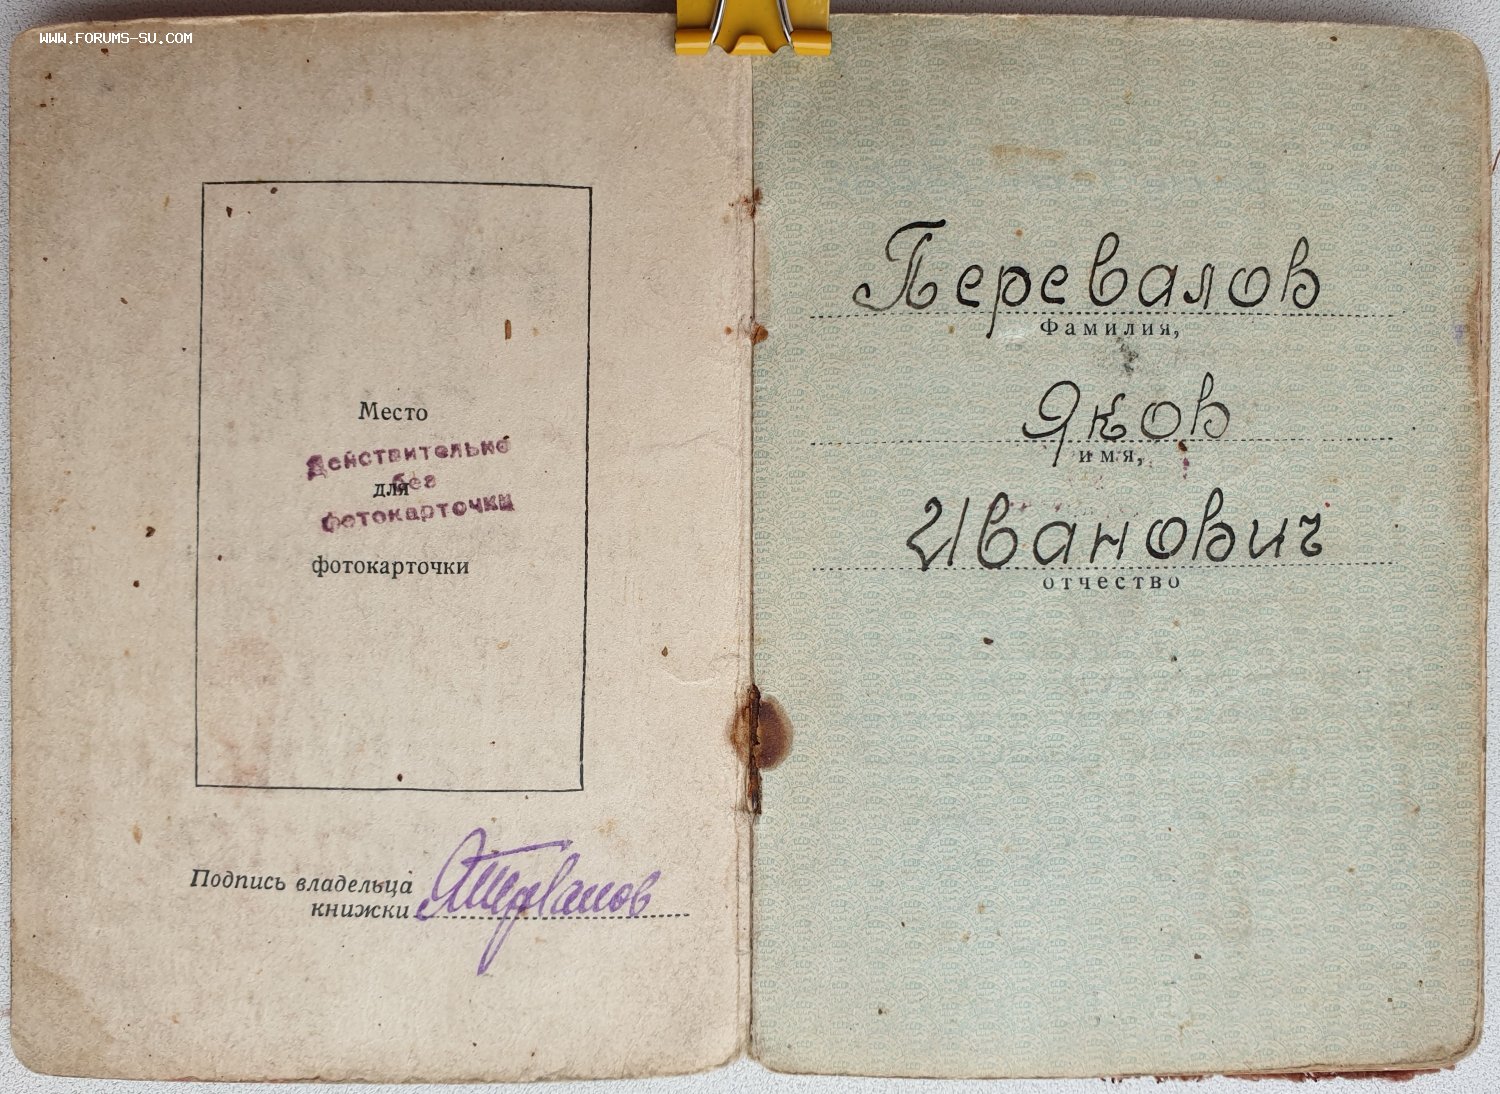 WWW.FORUMS-SU.COM
Место
Действительно
без
для
фотокарточки
фотокарточки
Подпись владельца
книжки
Перевалов
Фамилия,
Яков
имя,
Иванович
отчество